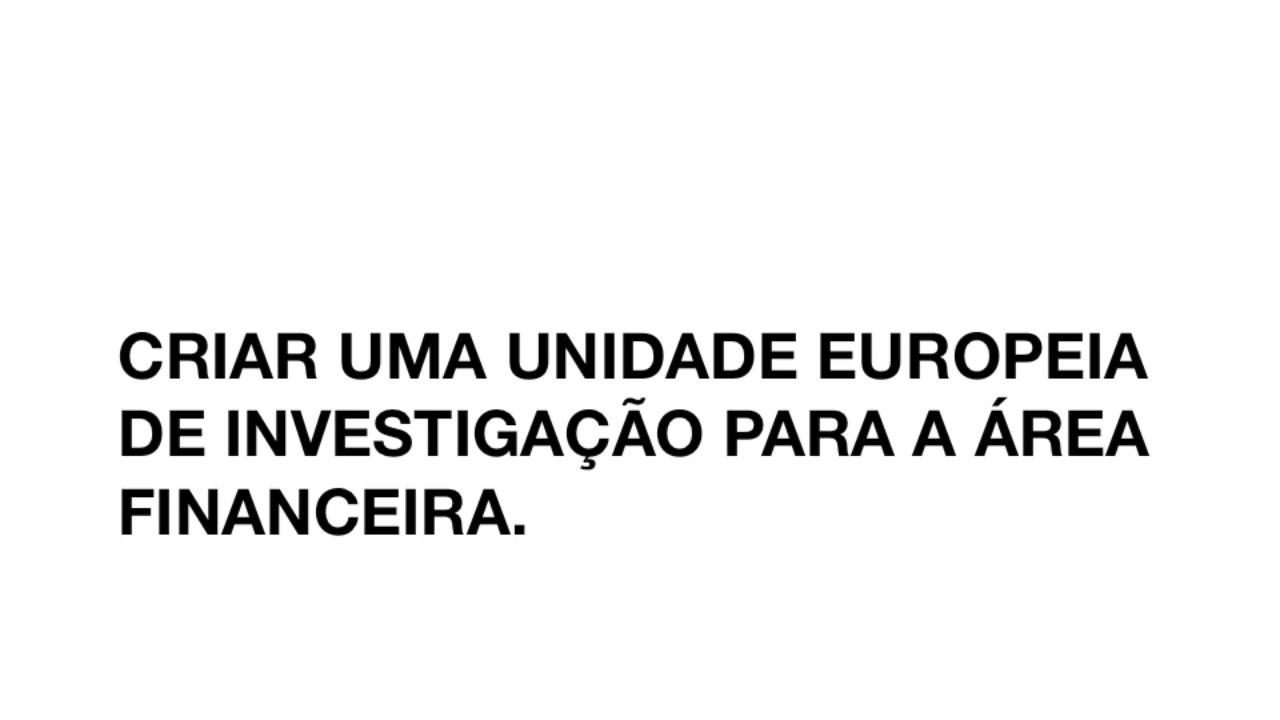 CRIAR UMA UNIDADE EUROPEIA
DE INVESTIGAÇÃO PARA A ÁREA
FINANCEIRA.